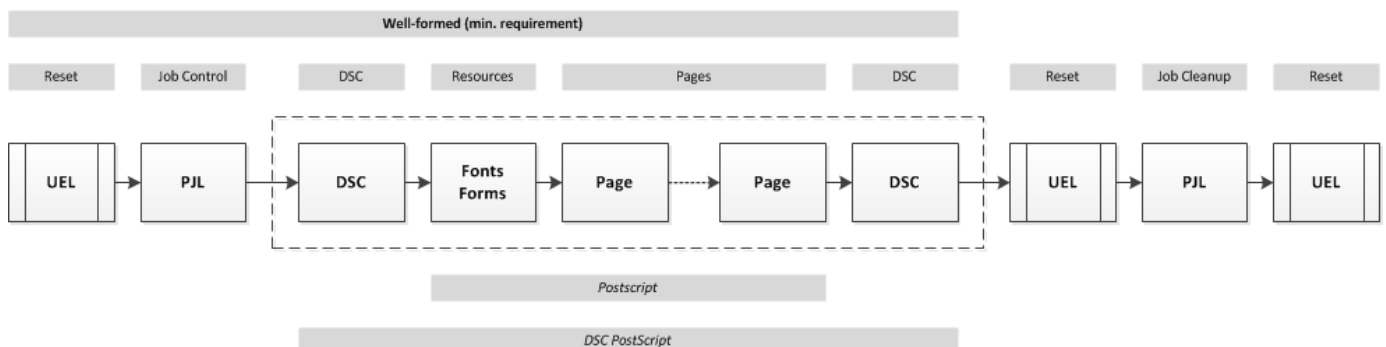 Well-formed (min. requirement)
Reset Job Control DSC Resources Pages DSC Reset Job Cleanup Reset
UEL PJL DSC Fonts Forms Page Page DSC UEL PJL UEL
Postscript
DSC PostScript